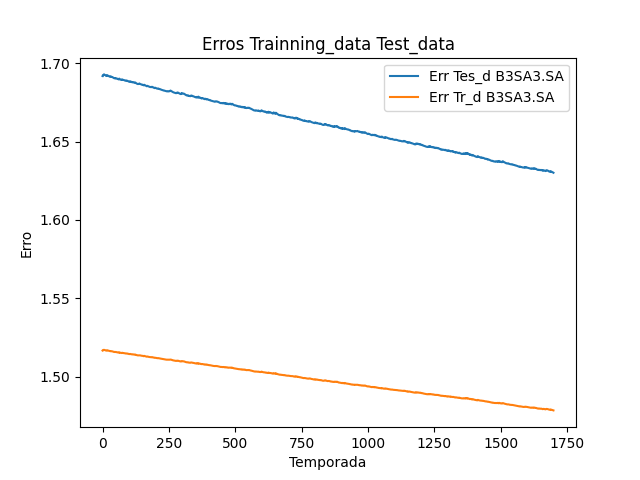 Erros Trainning_data Test_data
Err Tes_d B3SA3.SA
Err Tr_d B3SA3.SA
1.70
1.65
1.60
1.55
1.50
Erro
0 250 500 750 1000 1250 1500 1750
Temporada